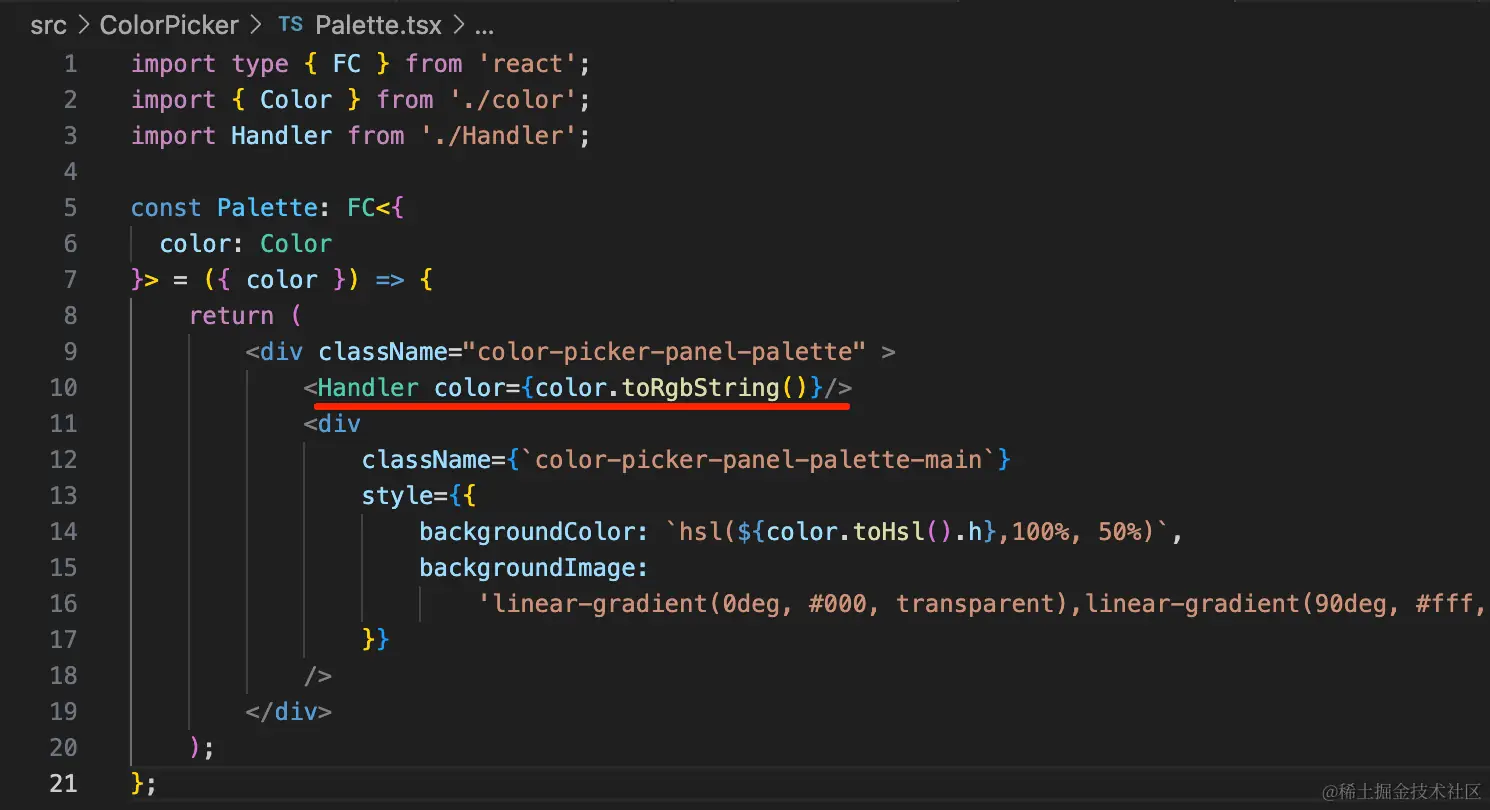 src > ColorPicker > TS Palette.tsx > ...
1 import type { FC } from 'react';
2 import { Color } from './color';
3 import Handler from './Handler';
4
5 const Palette: FC<{
6   color: Color
7 }> = ({ color }) => {
8     return (
9         <div className="color-picker-panel-palette" >
10             <Handler color={color.toRgbString()}/>
11             <div
12                 className={`color-picker-panel-palette-main`}
13                 style={{
14                     backgroundColor: `hsl(${color.toHsl().h},100%, 50%)`,
15                     backgroundImage:
16                         'linear-gradient(0deg, #000, transparent),linear-gradient(90deg, #fff,
17                 }}
18             />
19         </div>
20     );
21 };
@稀土掘金技术社区